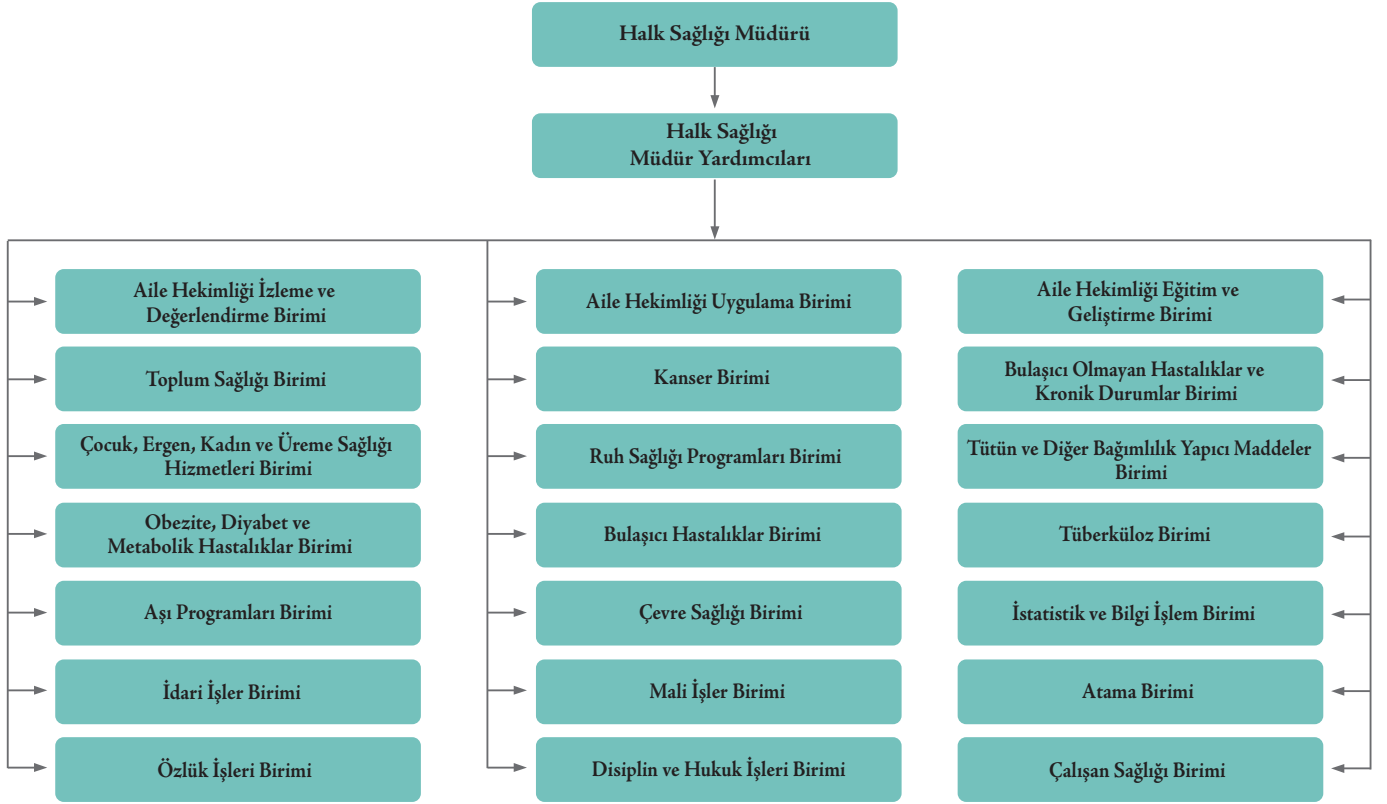 Halk Sağlığı Müdürü
Halk Sağlığı
Müdür Yardımcıları
Aile Hekimliği İzleme ve
Değerlendirme Birimi
Aile Hekimliği Uygulama Birimi
Aile Hekimliği Eğitim ve
Geliştirme Birimi
Toplum Sağlığı Birimi
Kanser Birimi
Bulaşıcı Olmayan Hastalıklar ve
Kronik Durumlar Birimi
Çocuk, Ergen, Kadın ve Üreme Sağlığı
Hizmetleri Birimi
Ruh Sağlığı Programları Birimi
Tütün ve Diğer Bağımlılık Yapıcı Maddeler
Birimi
Obezite, Diyabet ve
Metabolik Hastalıklar Birimi
Bulaşıcı Hastalıklar Birimi
Tüberküloz Birimi
Aşı Programları Birimi
Çevre Sağlığı Birimi
İstatistik ve Bilgi İşlem Birimi
İdari İşler Birimi
Mali İşler Birimi
Atama Birimi
Özlük İşleri Birimi
Disiplin ve Hukuk İşleri Birimi
Çalışan Sağlığı Birimi